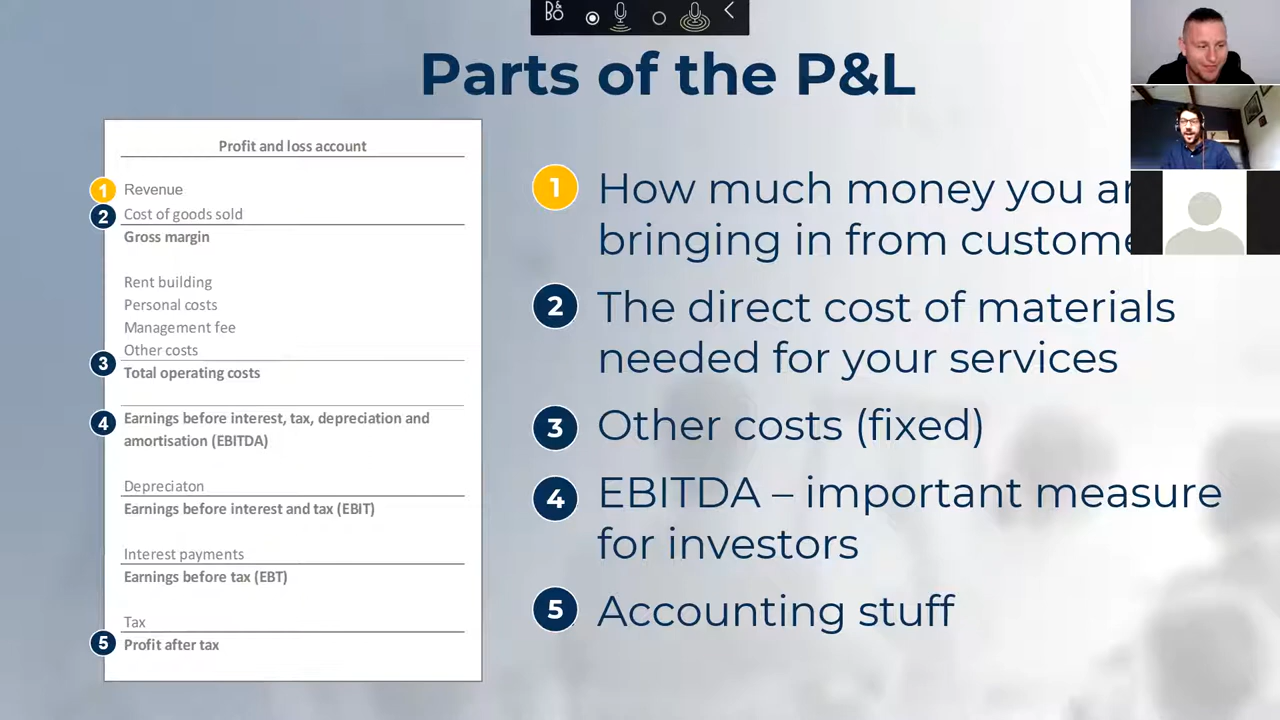 Parts of the P&L
Profit and loss account
1 Revenue
2 Cost of goods sold
Gross margin
Rent building
Personal costs
Management fee
Other costs
3 Total operating costs
4 Earnings before interest, tax, depreciation and
amortisation (EBITDA)
Depreciaton
Earnings before interest and tax (EBIT)
Interest payments
Earnings before tax (EBT)
Tax
5 Profit after tax
1 How much money you
bringing in from
2 The direct cost of materials
needed for your services
3 Other costs (fixed)
4 EBITDA – important measure
for investors
5 Accounting stuff